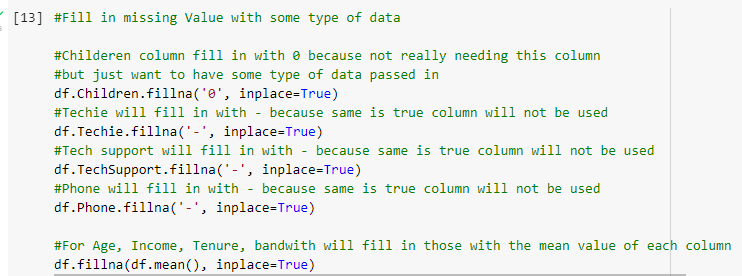 [13] #Fill in missing Value with some type of data
#Childeren column fill in with 0 because not really needing this column
#but just want to have some type of data passed in
df.Children.fillna('0', inplace=True)
#Techie will fill in with - because same is true column will not be used
df.Techie.fillna('-', inplace=True)
#Tech support will fill in with - because same is true column will not be used
df.TechSupport.fillna('-', inplace=True)
#Phone will fill in with - because same is true column will not be used
df.Phone.fillna('-', inplace=True)
#For Age, Income, Tenure, bandwith will fill in those with the mean value of each column
df.fillna(df.mean(), inplace=True)